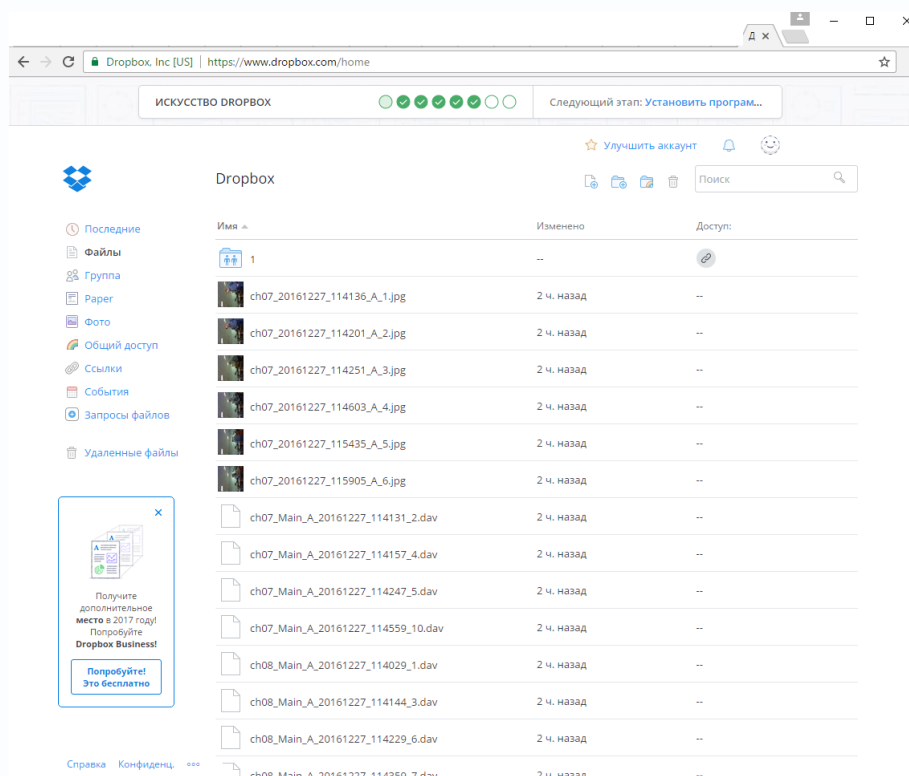 Д
Dropbox, Inc [US] | https://www.dropbox.com/home
ИСКУССТВО DROPBOX
Следующий этап: Установить програм...
Улучшить аккаунт
Dropbox
Поиск
Последние
Файлы
Группа
Paper
Фото
Общий доступ
Ссылки
События
Запросы файлов
Удаленные файлы
Получите
дополнительное
место в 2017 году!
Попробуйте
Dropbox Business!
Попробуйте!
Это бесплатно
Справка Конфиденц.
Имя Изменено Доступ:
1 --
ch07_20161227_114136_A_1.jpg 2 ч. назад --
ch07_20161227_114201_A_2.jpg 2 ч. назад --
ch07_20161227_114251_A_3.jpg 2 ч. назад --
ch07_20161227_114603_A_4.jpg 2 ч. назад --
ch07_20161227_115435_A_5.jpg 2 ч. назад --
ch07_20161227_115905_A_6.jpg 2 ч. назад --
ch07_Main_A_20161227_114131_2.dav 2 ч. назад --
ch07_Main_A_20161227_114157_4.dav 2 ч. назад --
ch07_Main_A_20161227_114247_5.dav 2 ч. назад --
ch07_Main_A_20161227_114559_10.dav 2 ч. назад --
ch08_Main_A_20161227_114029_1.dav 2 ч. назад --
ch08_Main_A_20161227_114144_3.dav 2 ч. назад --
ch08_Main_A_20161227_114229_6.dav 2 ч. назад --
ch08_Main_A_20161227_114359_7.dav 2 ч. назад --